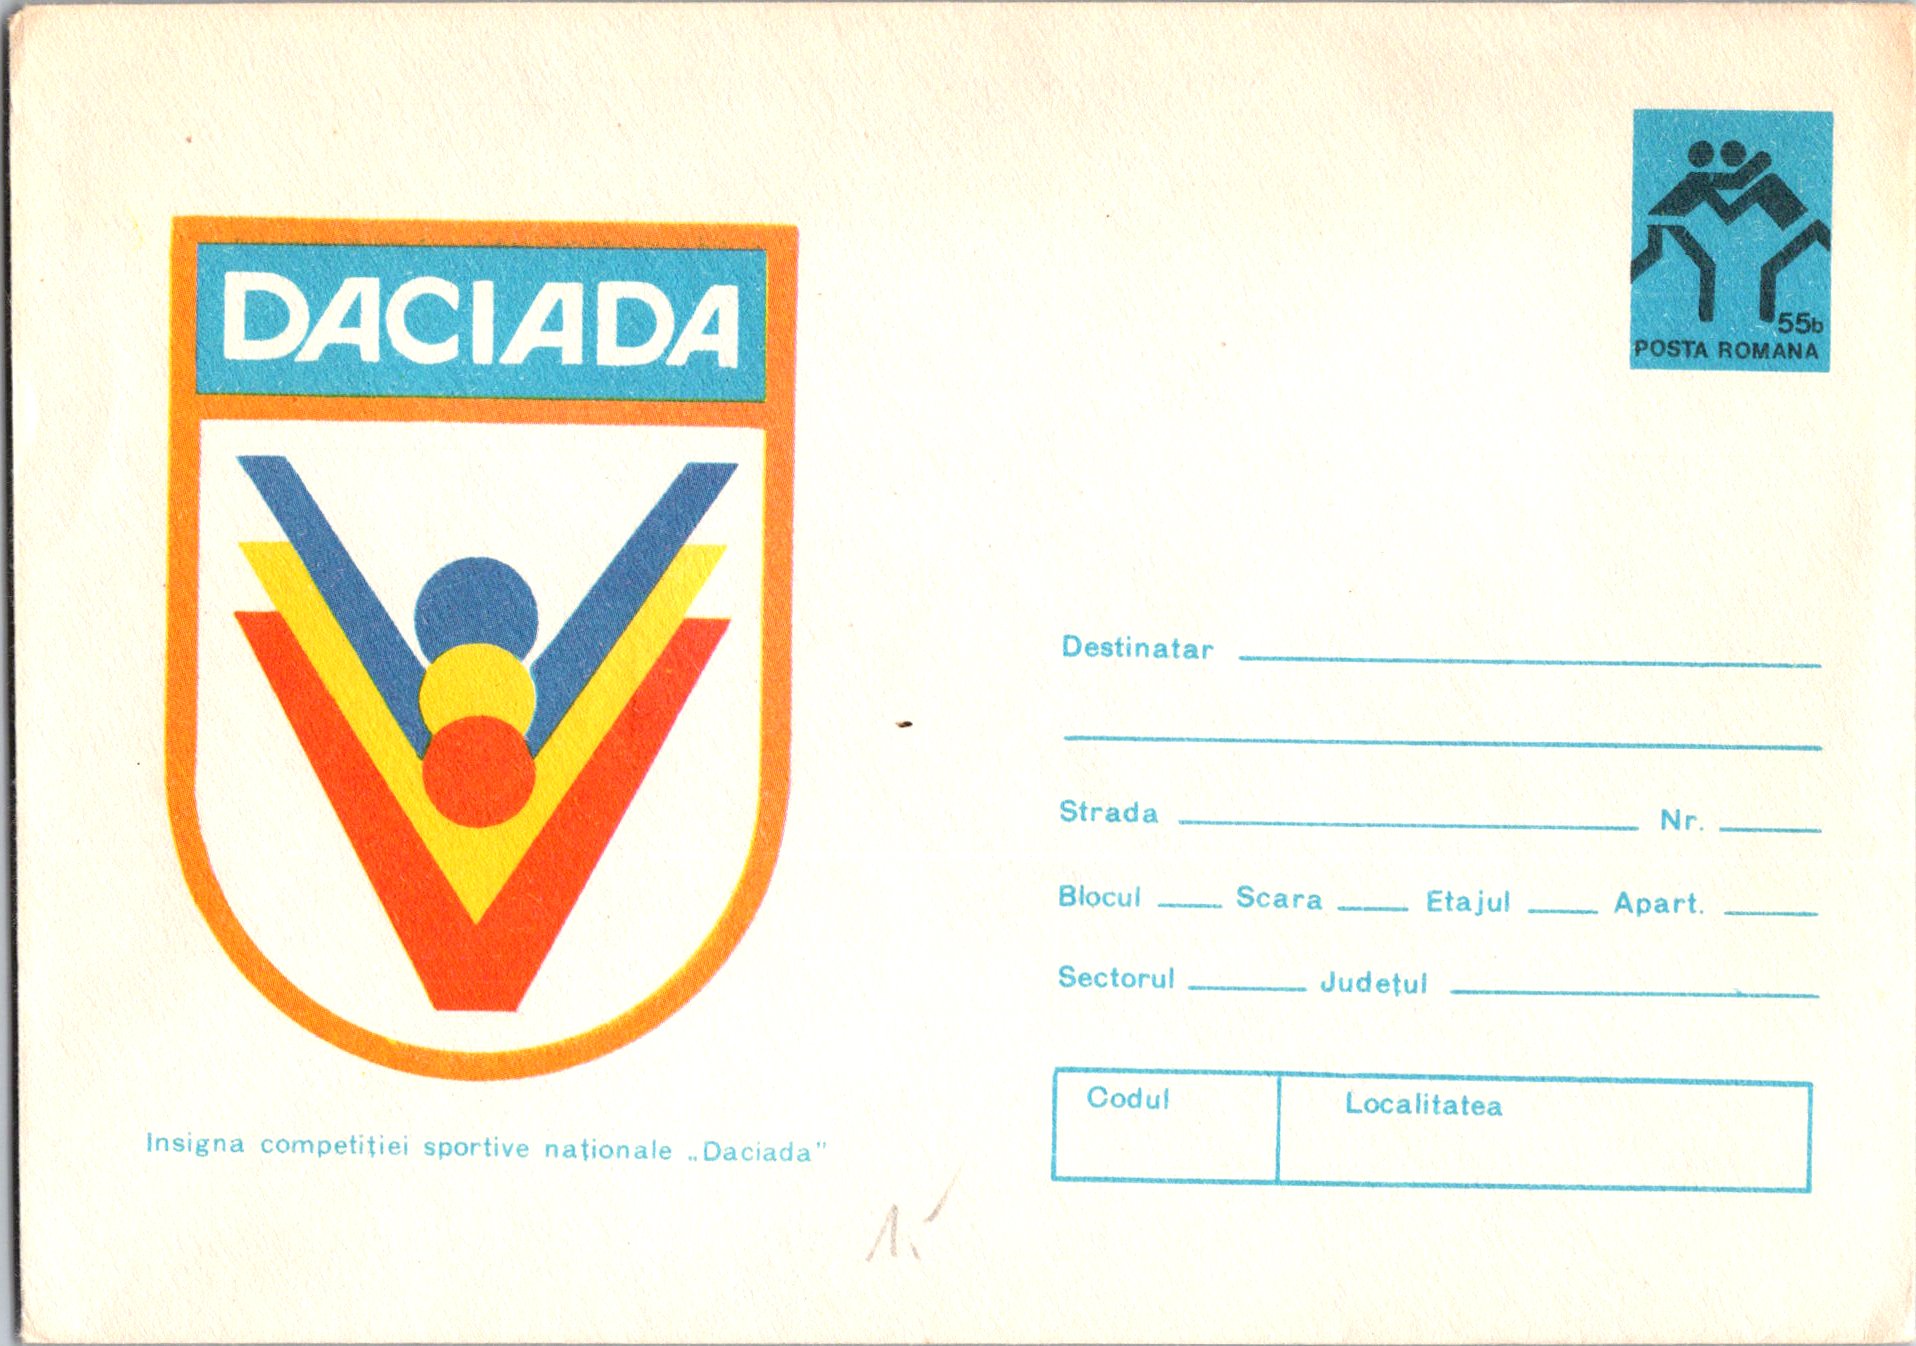 DACIADA
55b
POSTA ROMANA
Destinatar
Strada Nr.
Blocul Scara Etajul Apart.
Sectorul Județul
Codul Localitatea
Insigna competiției sportive naționale „Daciada”